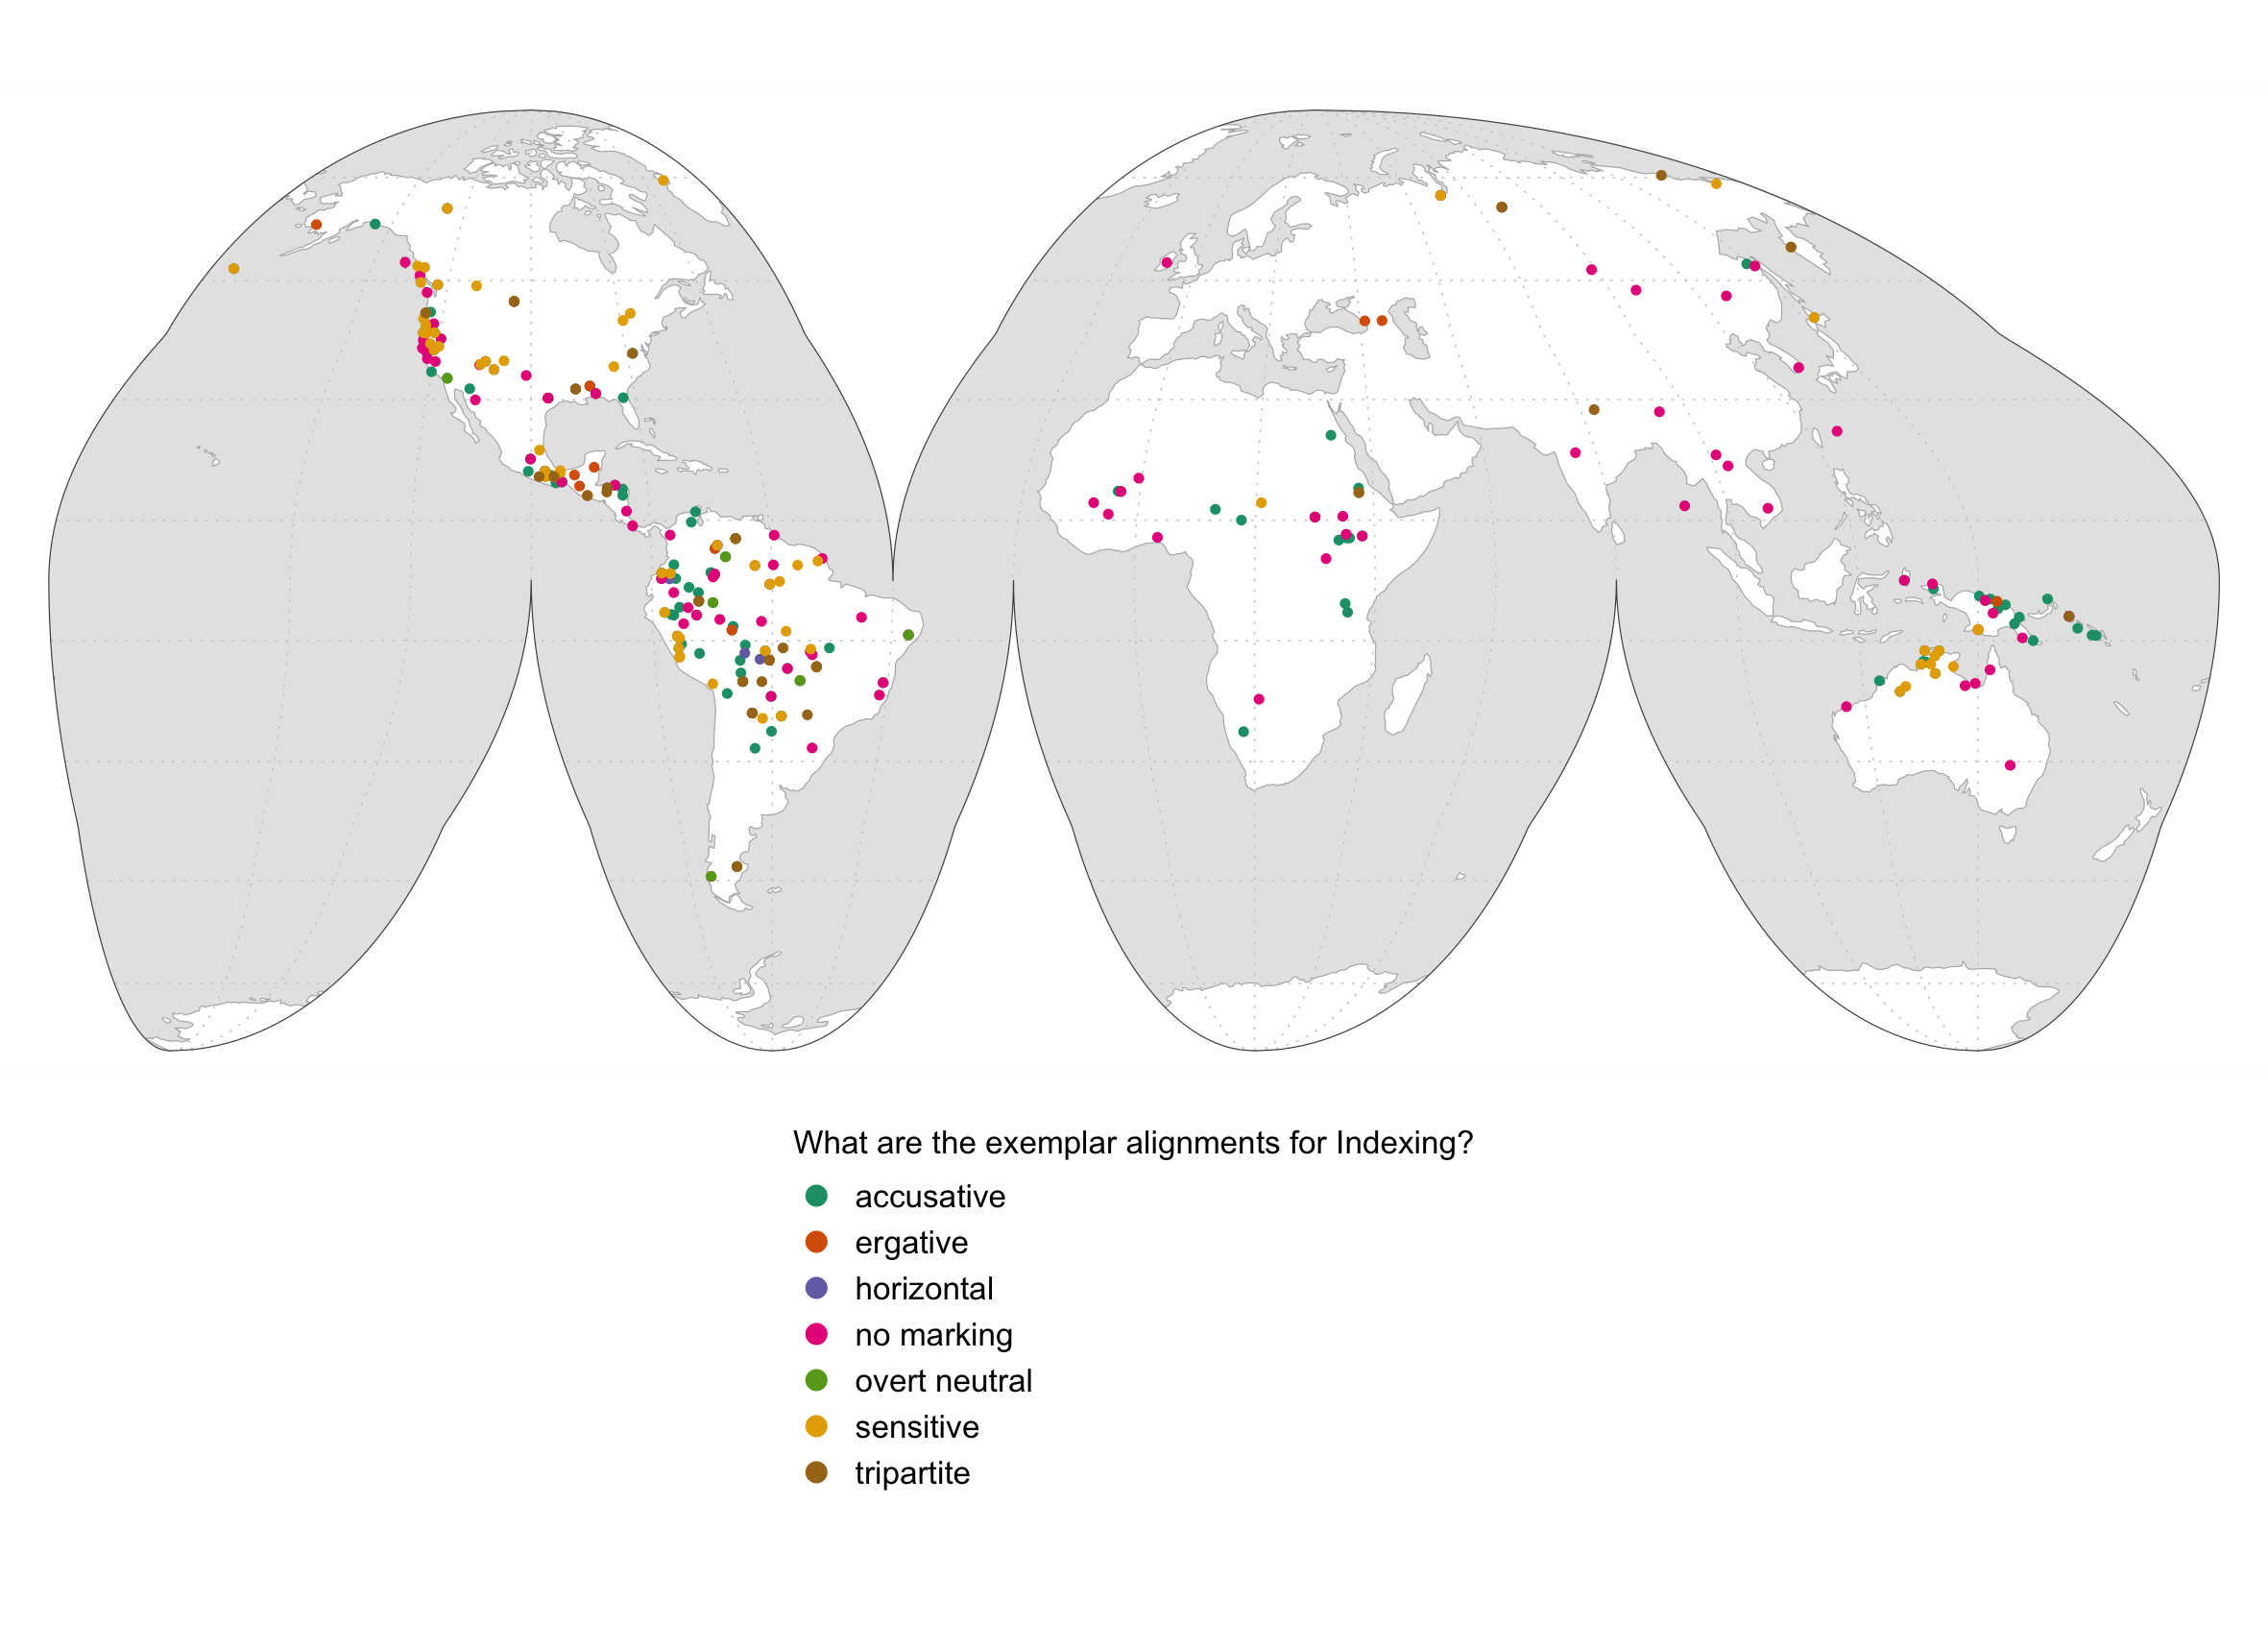 What are the exemplar alignments for Indexing?
accusative
ergative
horizontal
no marking
overt neutral
sensitive
tripartite